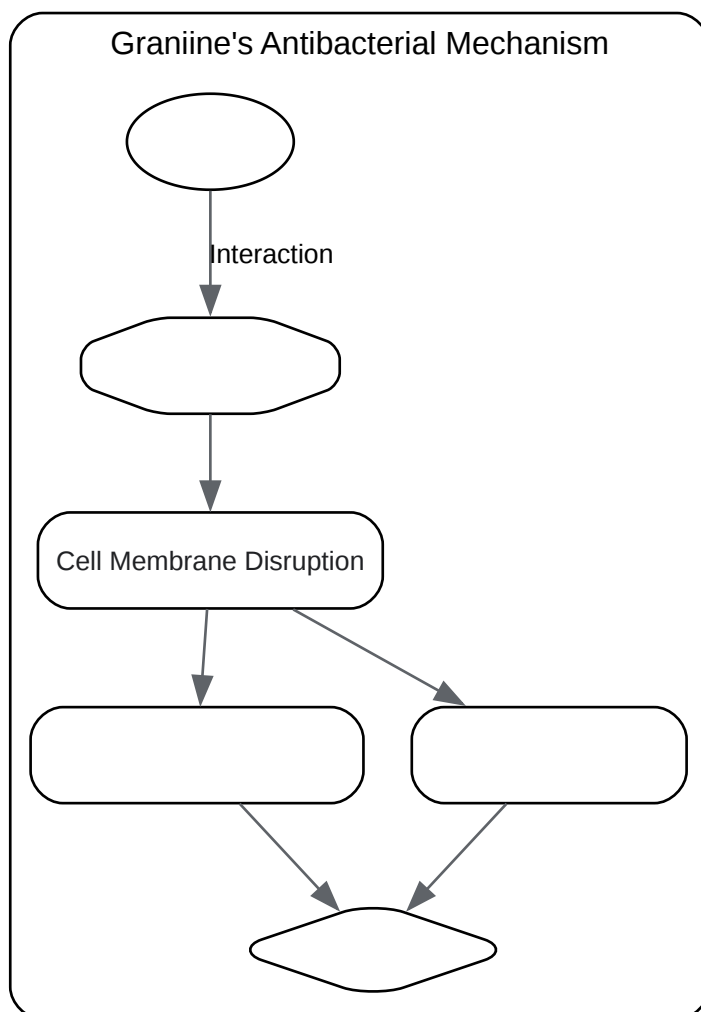 Graniine's Antibacterial Mechanism
Interaction
Cell Membrane Disruption